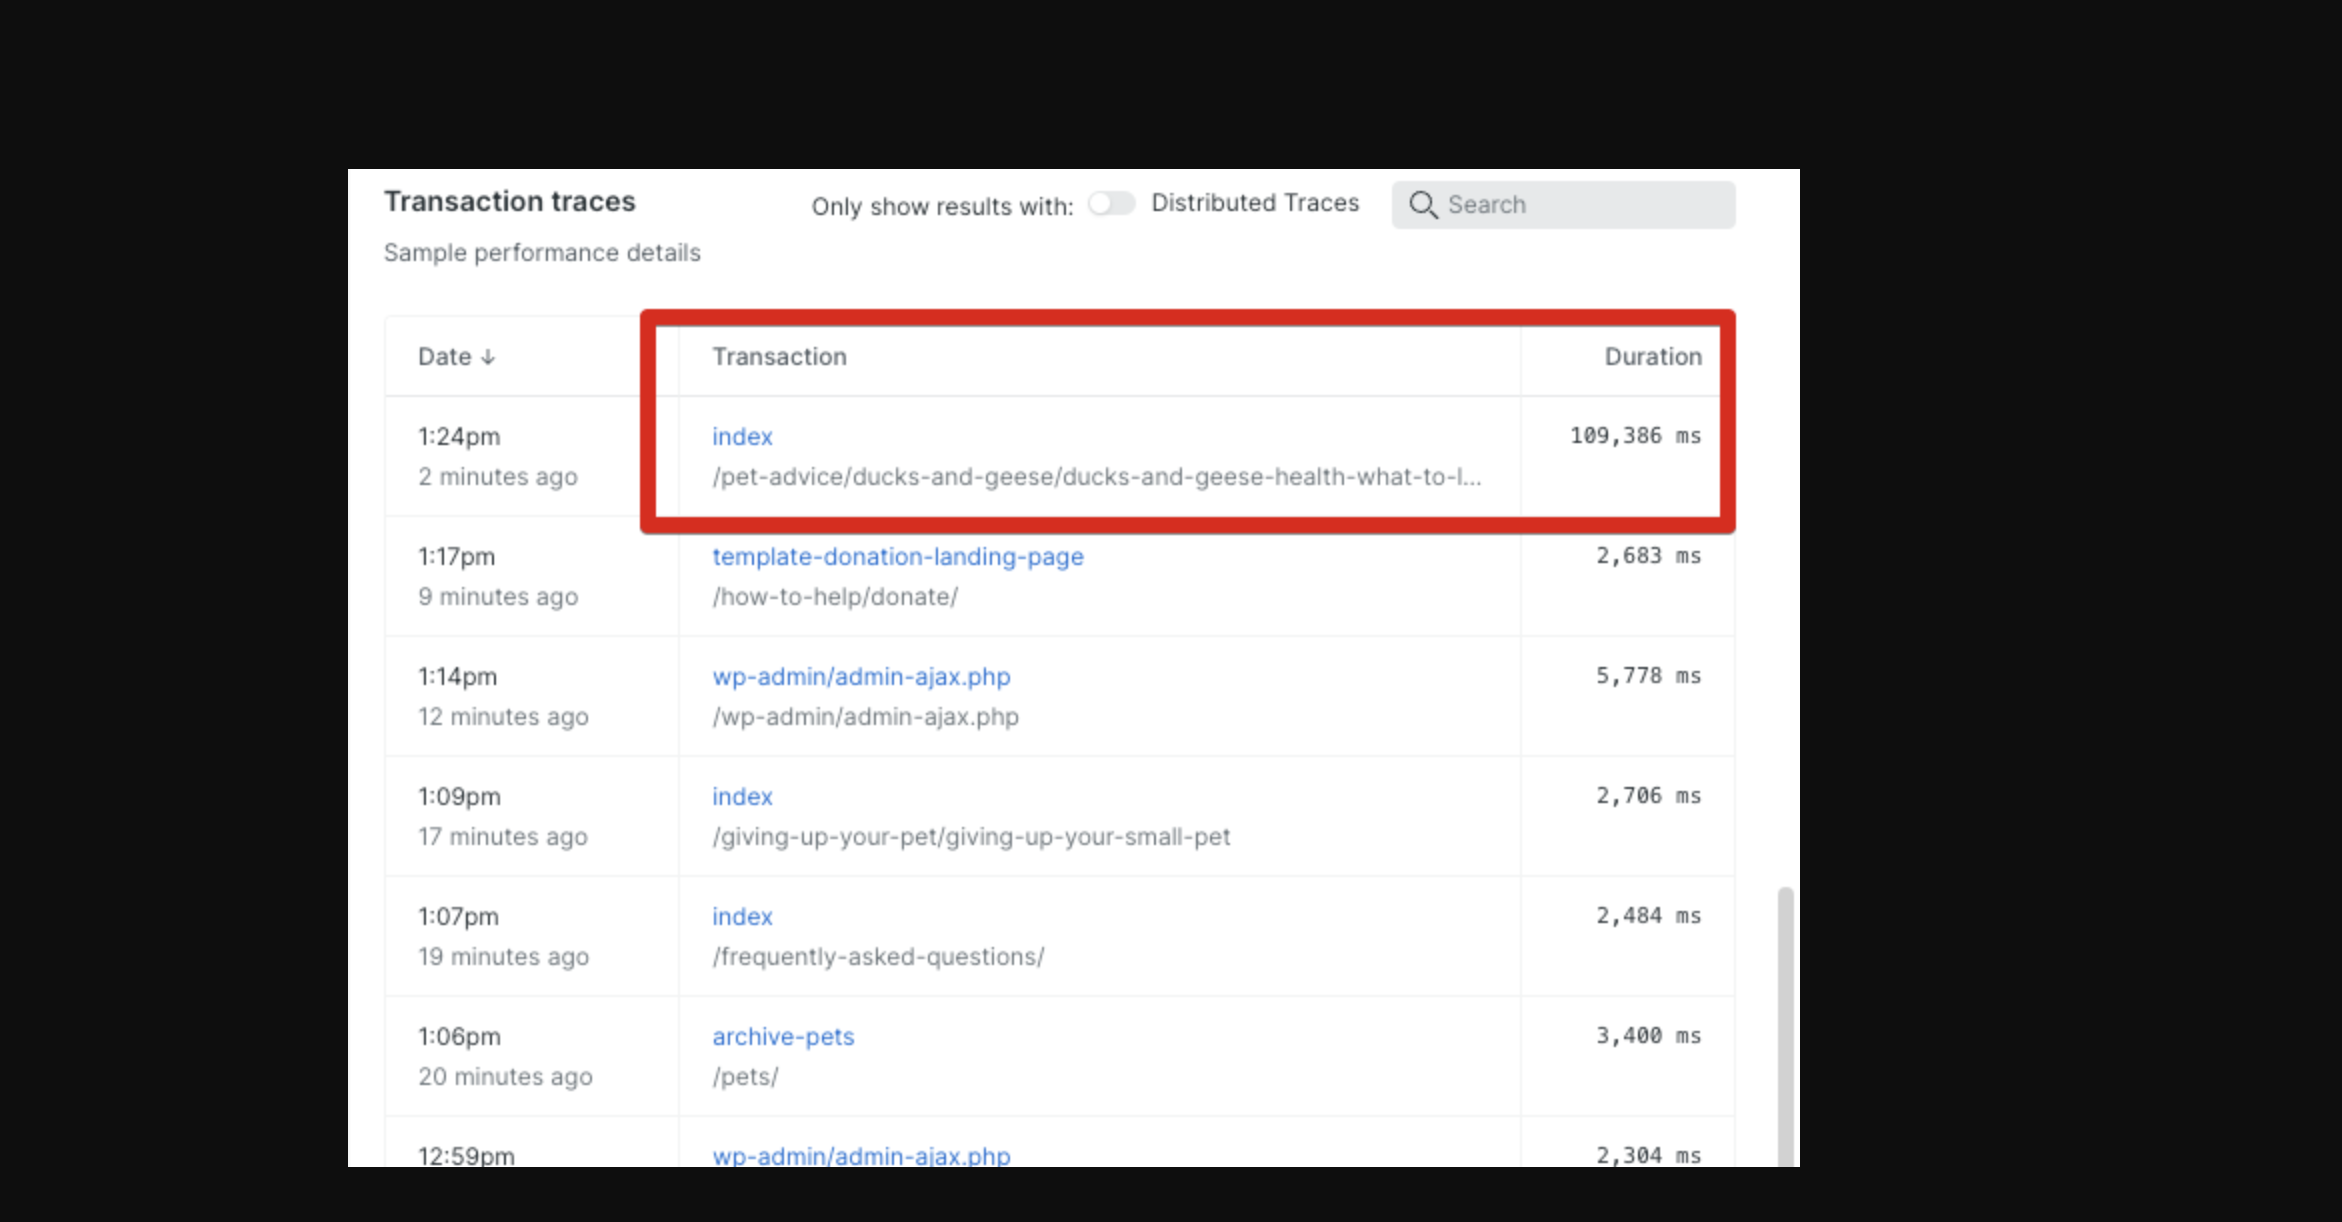 Transaction traces
Only show results with: Distributed Traces
Search
Sample performance details
Date ↓ Transaction Duration
1:24pm index 109,386 ms
2 minutes ago /pet-advice/ducks-and-geese/ducks-and-geese-health-what-to-l...
1:17pm template-donation-landing-page 2,683 ms
9 minutes ago /how-to-help/donate/
1:14pm wp-admin/admin-ajax.php 5,778 ms
12 minutes ago /wp-admin/admin-ajax.php
1:09pm index 2,706 ms
17 minutes ago /giving-up-your-pet/giving-up-your-small-pet
1:07pm index 2,484 ms
19 minutes ago /frequently-asked-questions/
1:06pm archive-pets 3,400 ms
20 minutes ago /pets/
12:59pm wp-admin/admin-ajax.php 2,304 ms